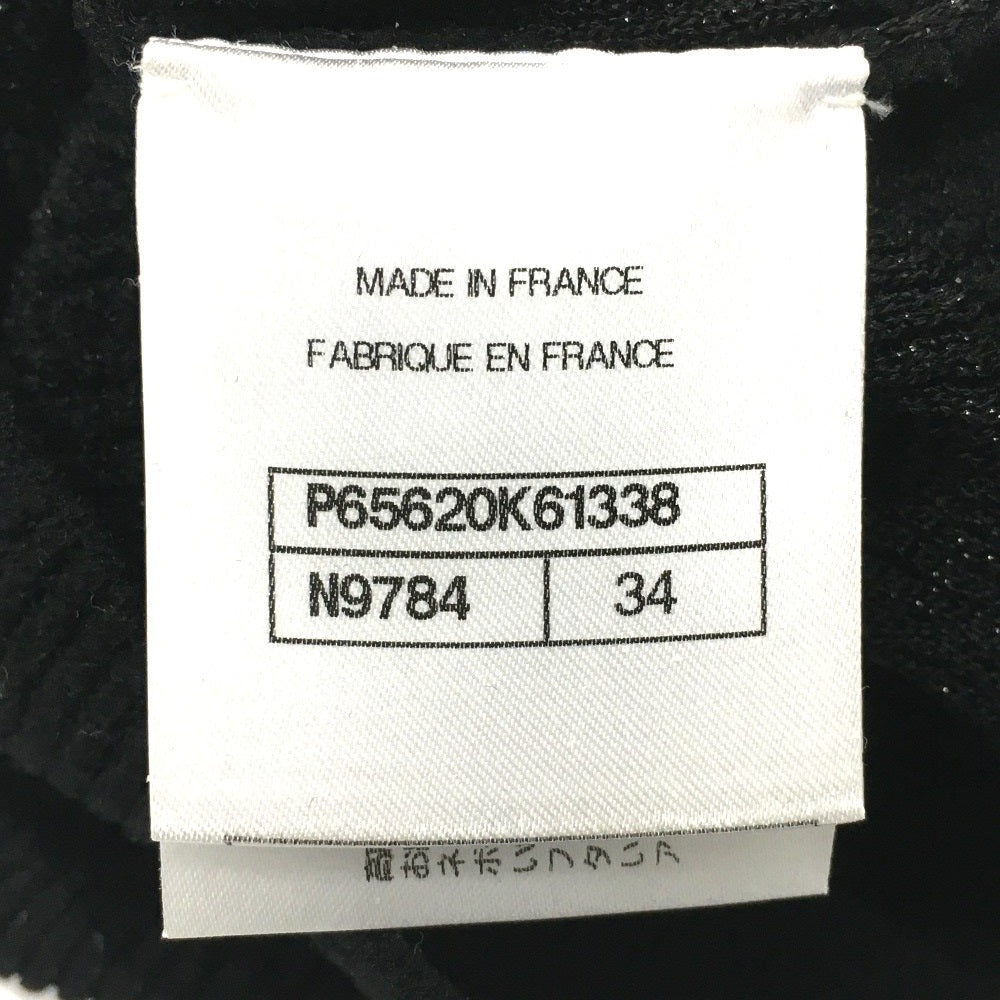 MADE IN FRANCE
FABRIQUE EN FRANCE
P65620K61338
N9784 34